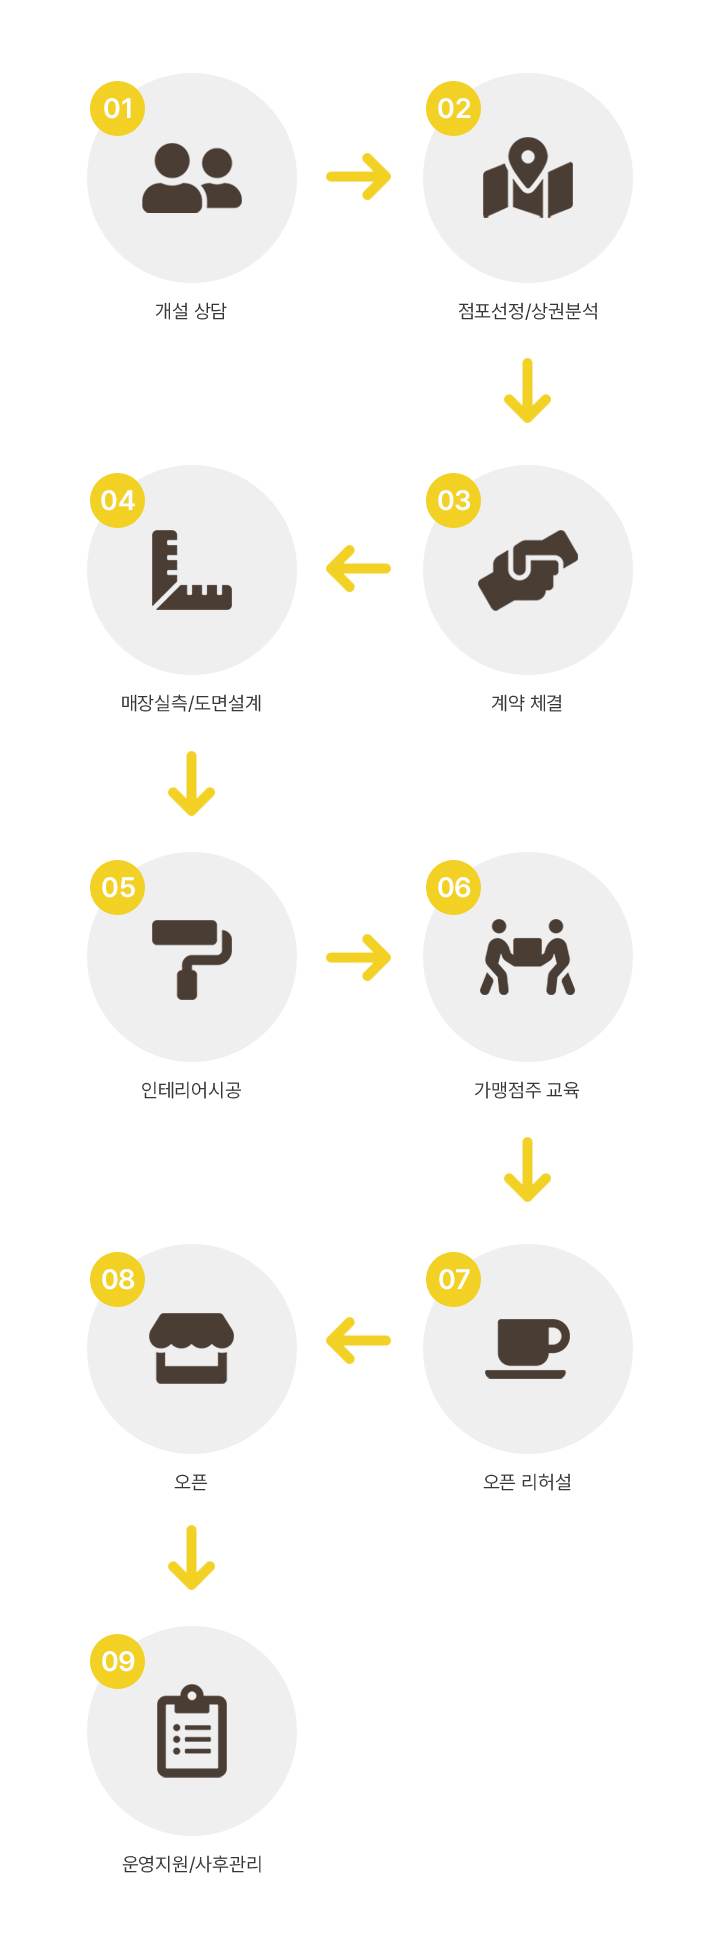 01
개설 상담
02
점포선정/상권분석
03
계약 체결
04
매장실측/도면설계
05
인테리어시공
06
가맹점주 교육
07
오픈 리허설
08
오픈
09
운영지원/사후관리